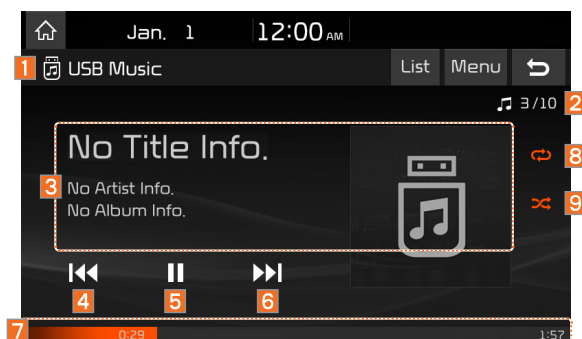 Jan. 1 12:00 AM
1 USB Music List Menu
3/10 2
No Title Info.
8
3 No Artist Info.
9
No Album Info.
4 5 6
7 0:29 1:57